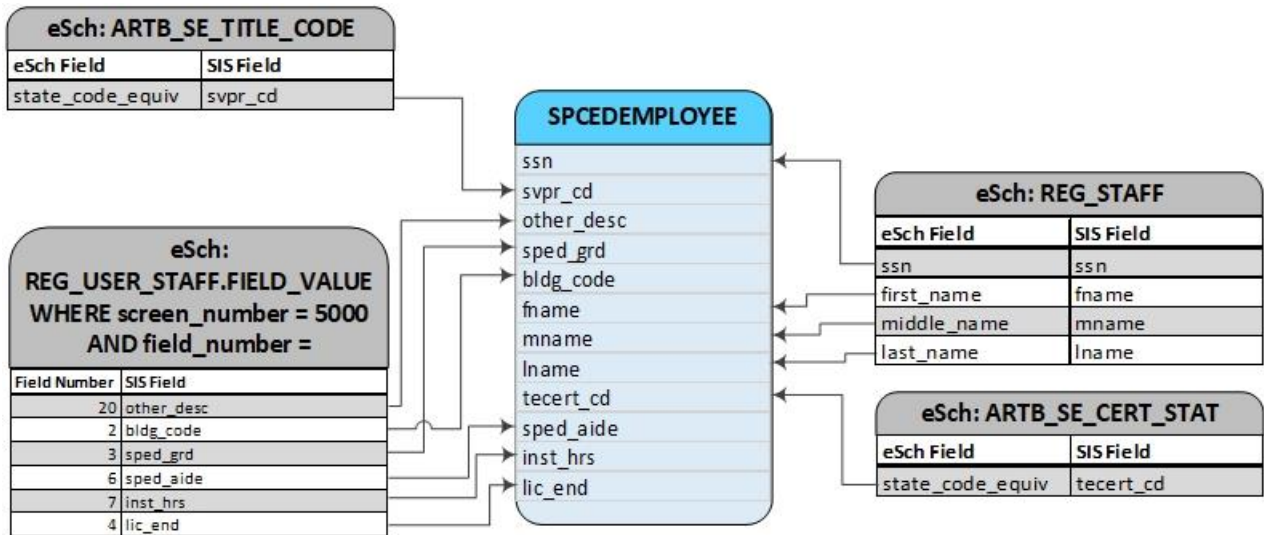 eSch: ARTB_SE_TITLE_CODE
eSch Field SIS Field
state_code_equiv svpr_cd
eSch:
REG_USER_STAFF.FIELD_VALUE
WHERE screen_number = 5000
AND field_number =
Field Number SIS Field
20 other_desc
2 bldg_code
3 sped_grd
6 sped_aide
7 inst_hrs
4 lic_end
SPCEDEMPLOYEE
ssn
svpr_cd
other_desc
sped_grd
bldg_code
fname
mname
lname
tecert_cd
sped_aide
inst_hrs
lic_end
eSch: REG_STAFF
eSch Field SIS Field
ssn ssn
first_name fname
middle_name mname
last_name lname
eSch: ARTB_SE_CERT_STAT
eSch Field SIS Field
state_code_equiv tecert_cd